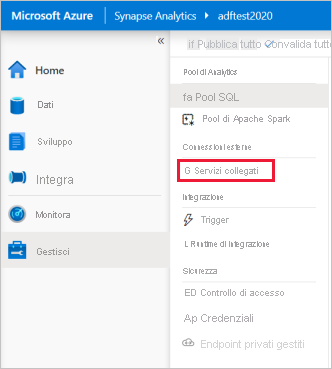 Microsoft Azure | Synapse Analytics ▸ adftest2020
«
if Pubblica tutto Convalida tutto
Home
Dati
Sviluppo
Integra
Monitora
Gestisci
Pool di Analytics
fa Pool SQL
Pool di Apache Spark
Connessioni esterne
G Servizi collegati
Integrazione
Trigger
L Runtime di integrazione
Sicurezza
ED Controllo di accesso
Ap Credenziali
Endpoint privati gestiti